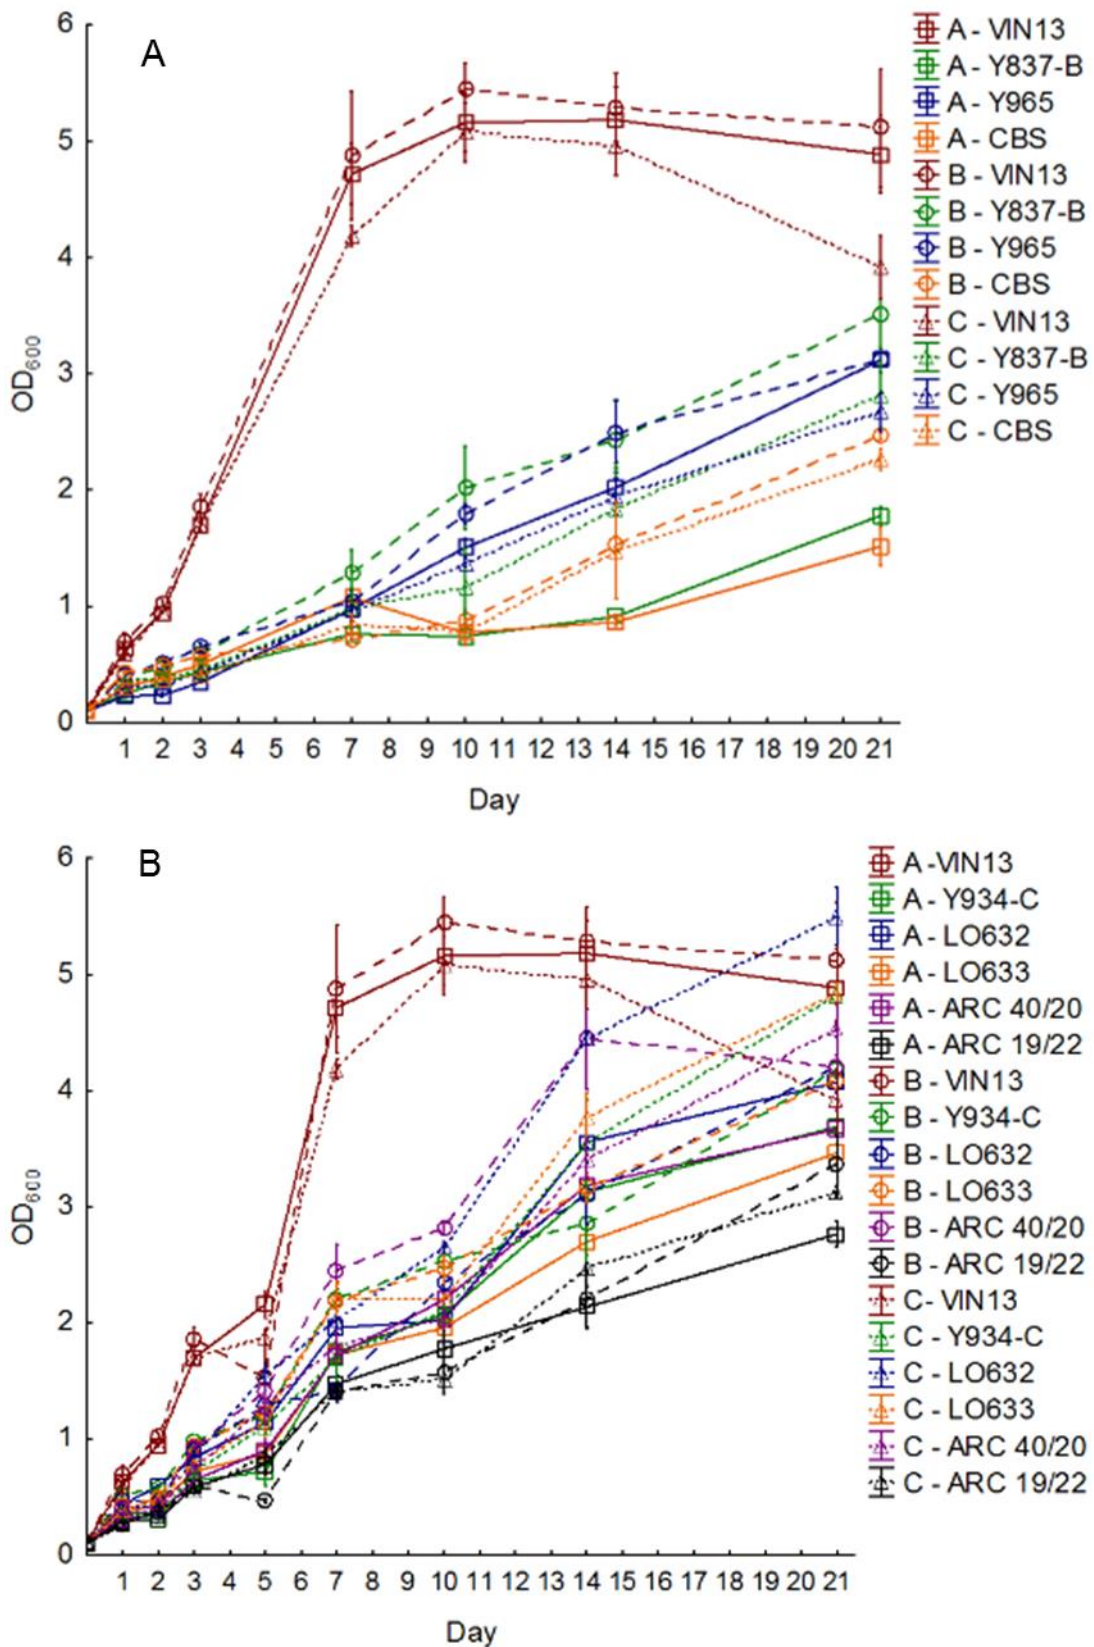 A
6
5
4
3
2
1
0
OD600
1 2 3 4 5 6 7 8 9 10 11 12 13 14 15 16 17 18 19 20 21
Day
A - VIN13
A - Y837-B
A - Y965
A - CBS
B - VIN13
B - Y837-B
B - Y965
B - CBS
C - VIN13
C - Y837-B
C - Y965
C - CBS
B
6
5
4
3
2
1
0
OD600
1 2 3 4 5 6 7 8 9 10 11 12 13 14 15 16 17 18 19 20 21
Day
A -VIN13
A - Y934-C
A - LO632
A - LO633
A - ARC 40/20
A - ARC 19/22
B - VIN13
B - Y934-C
B - LO632
B - LO633
B - ARC 40/20
B - ARC 19/22
C- VIN13
C - Y934-C
C - LO632
C - LO633
C - ARC 40/20
C - ARC 19/22